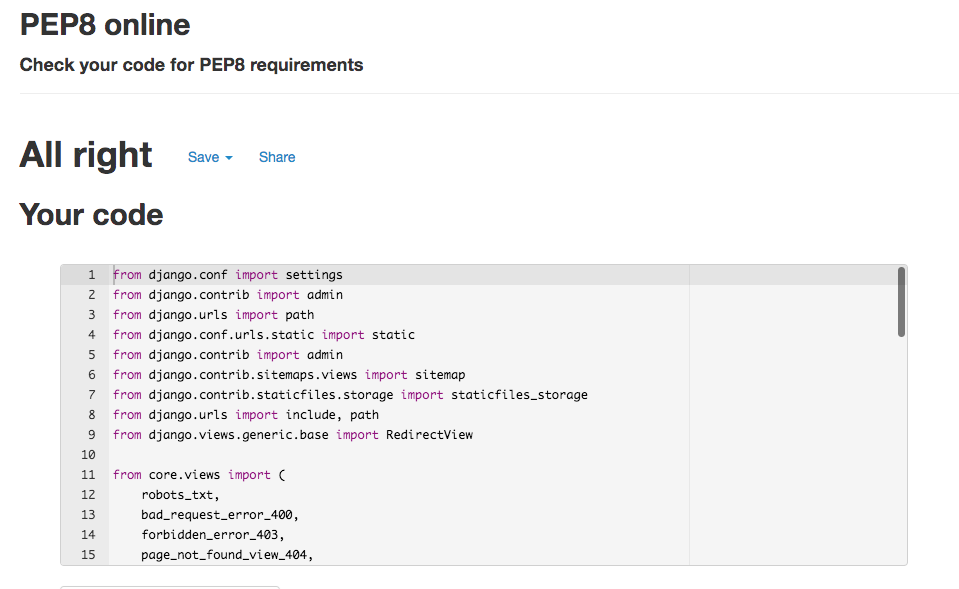 PEP8 online
Check your code for PEP8 requirements
All right Save Share
Your code
1 from django.conf import settings
2 from django.contrib import admin
3 from django.urls import path
4 from django.conf.urls.static import static
5 from django.contrib import admin
6 from django.contrib.sitemaps.views import sitemap
7 from django.contrib.staticfiles.storage import staticfiles_storage
8 from django.urls import include, path
9 from django.views.generic.base import RedirectView
10
11 from core.views import (
12 robots_txt,
13 bad_request_error_400,
14 forbidden_error_403,
15 page_not_found_view_404,